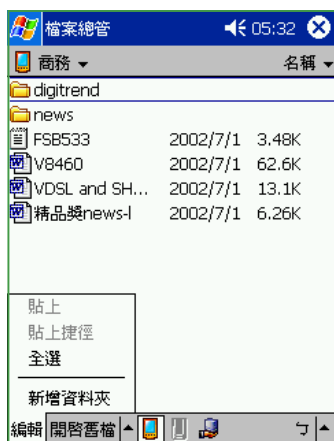 檔案總管 05:32
商務 名稱
digitrend
news
FSB533 2002/7/1 3.48K
V8460 2002/7/1 62.6K
VDSL and SH... 2002/7/1 13.1K
精品獎news-l 2002/7/1 6.26K
貼上
貼上捷徑
全選
新增資料夾
編輯 開啟舊檔 ㄅ